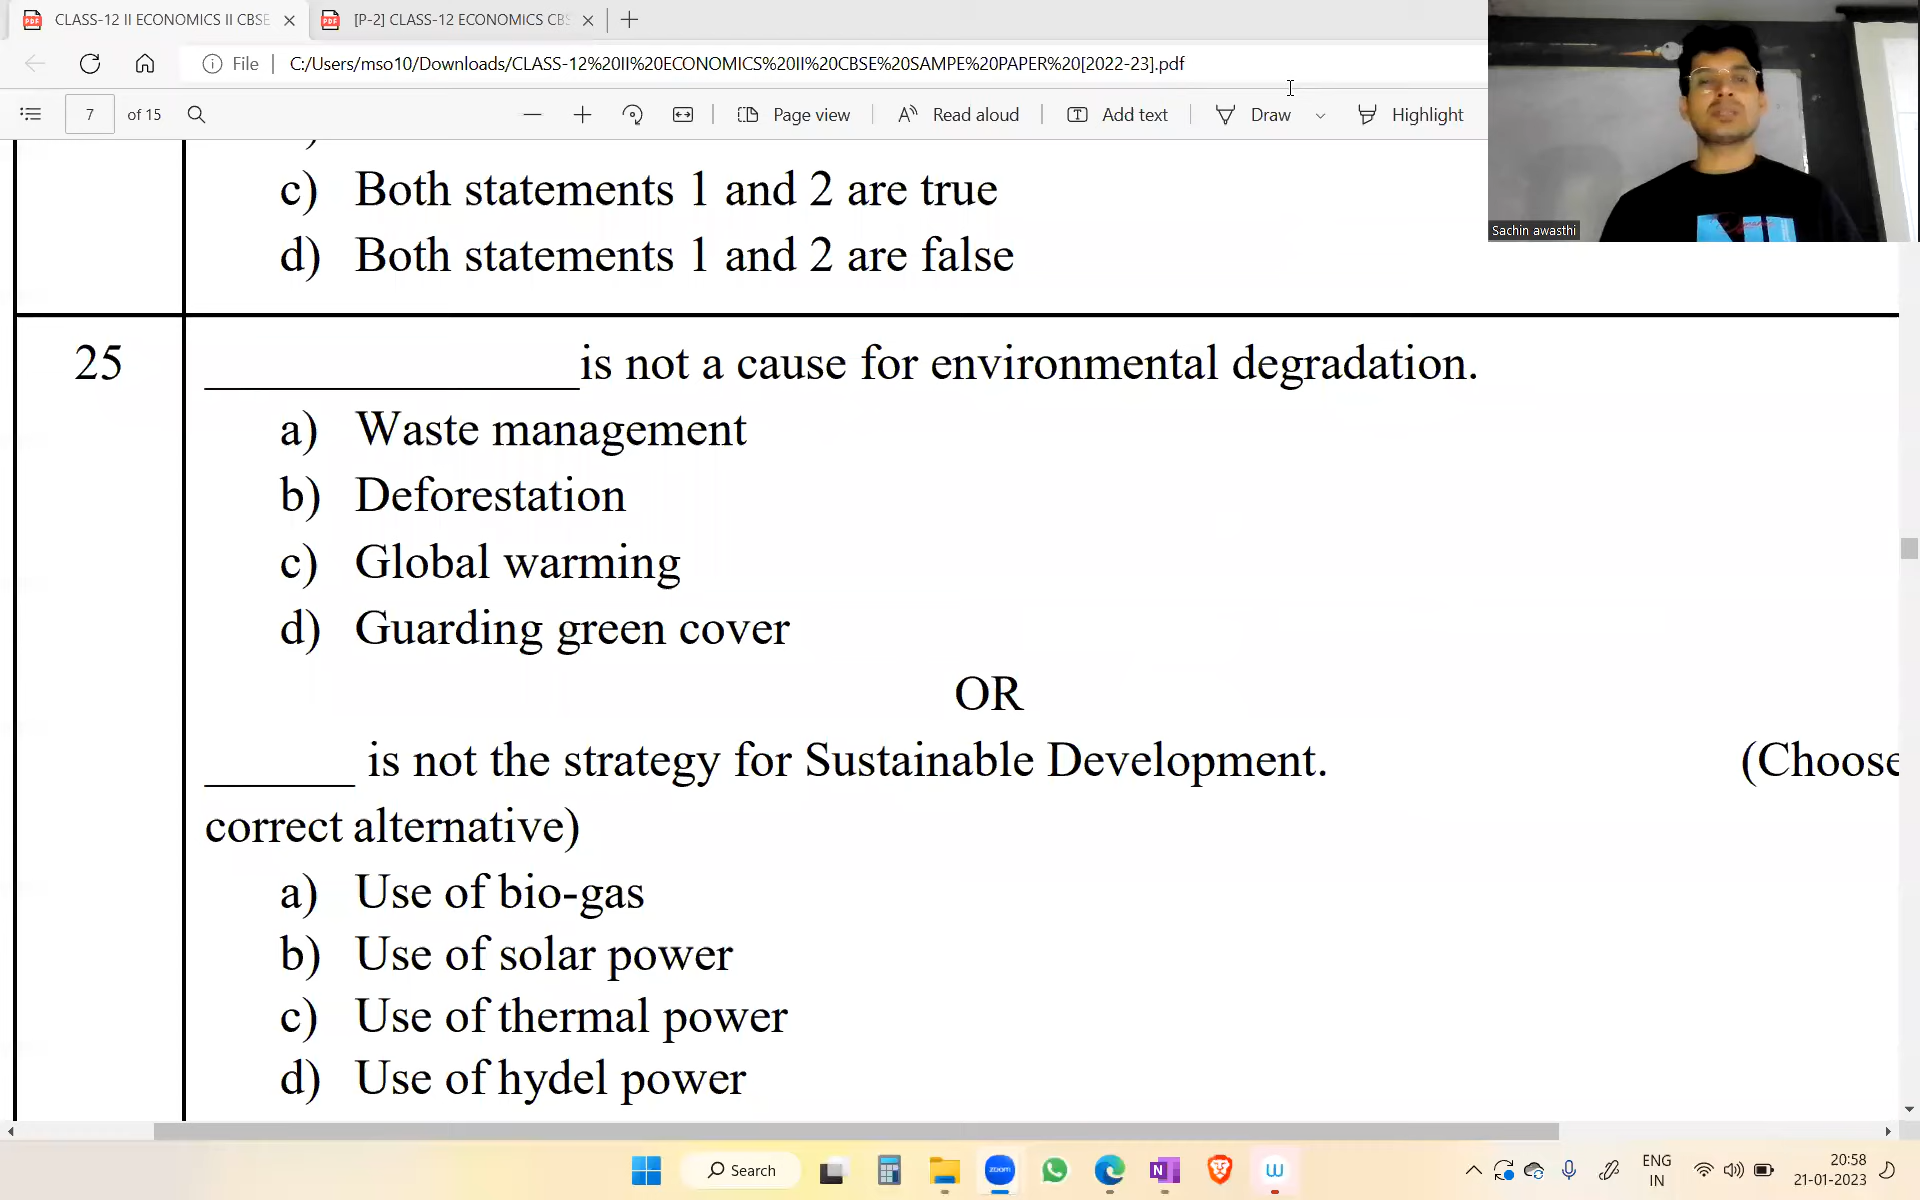 CLASS-12 II ECONOMICS II CBSE
[P-2] CLASS-12 ECONOMICS CBS
File
C:/Users/mso10/Downloads/CLASS-12%20II%20ECONOMICS%20II%20CBSE%20SAMPE%20PAPER%20[2022-23].pdf
7 of 15
Page view
Read aloud
Add text
Draw
Highlight
Sachin awasthi
c) Both statements 1 and 2 are true
d) Both statements 1 and 2 are false
25 _______________is not a cause for environmental degradation.
a) Waste management
b) Deforestation
c) Global warming
d) Guarding green cover
OR
______ is not the strategy for Sustainable Development. (Choose
correct alternative)
a) Use of bio-gas
b) Use of solar power
c) Use of thermal power
d) Use of hydel power
Search
zoom
ENG
IN
20:58
21-01-2023